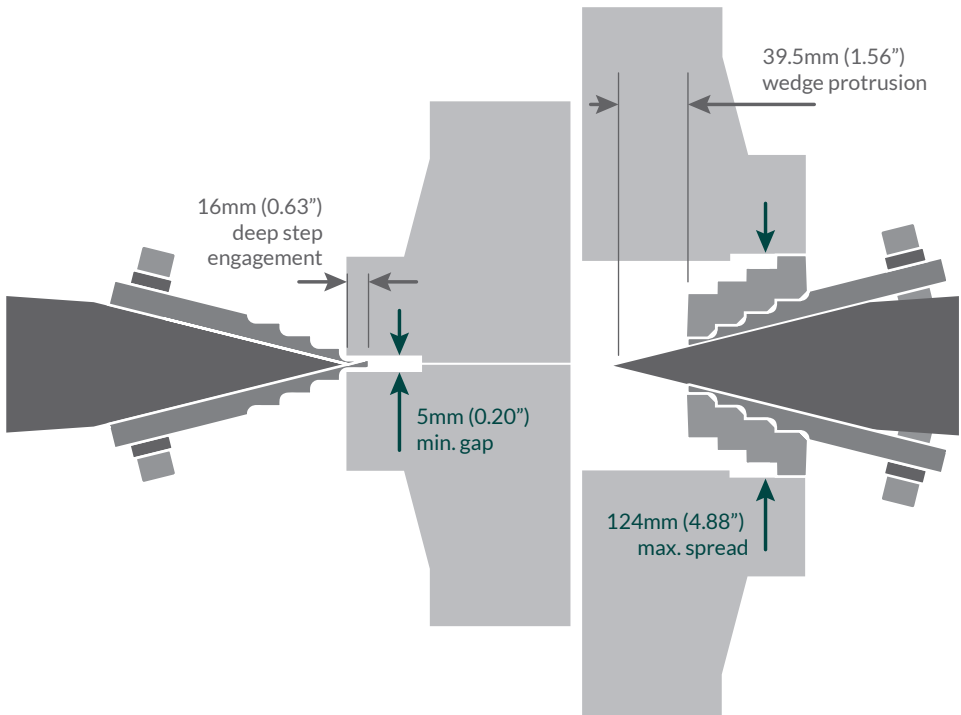 39.5mm (1.56”)
wedge protrusion
16mm (0.63”)
deep step
engagement
5mm (0.20”)
min. gap
124mm (4.88”)
max. spread